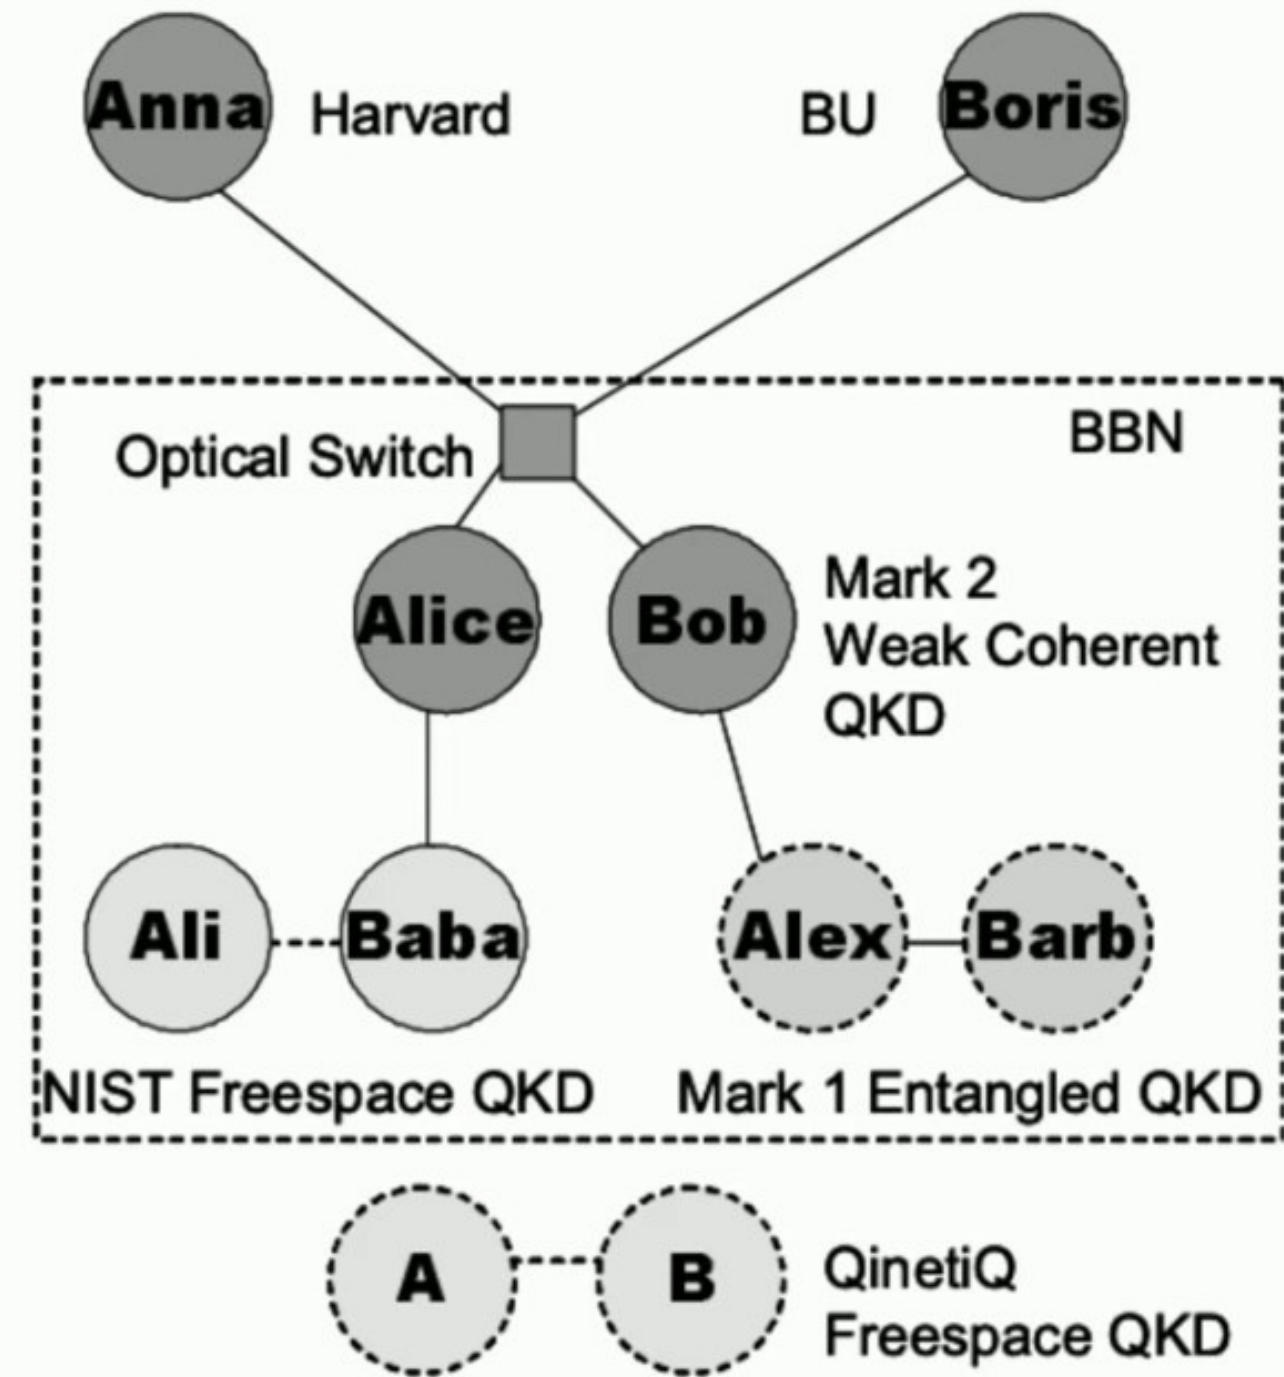 Anna
Harvard
BU
Boris
Optical Switch
BBN
Alice
Bob
Mark 2
Weak Coherent
QKD
Ali
Baba
Alex
Barb
NIST Freespace QKD
Mark 1 Entangled QKD
A
B
QinetiQ
Freespace QKD